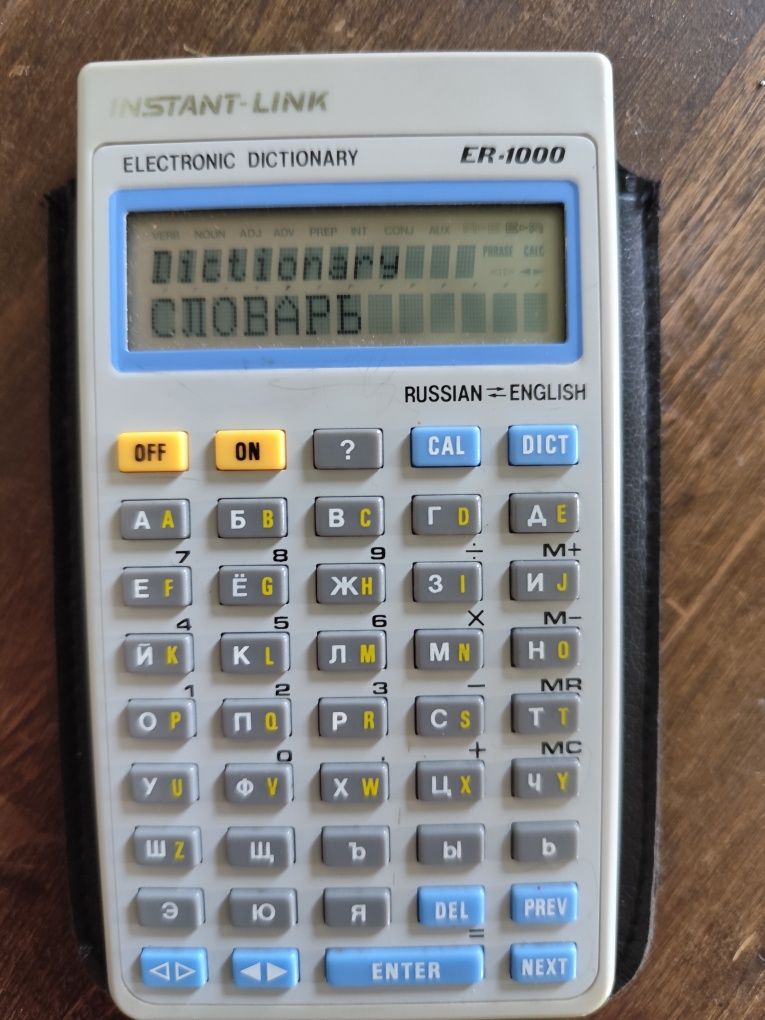 INSTANT-LINK
ELECTRONIC DICTIONARY ER-1000
VERB NOUN ADJ ADV PREP INT CONJ AUX
PHRASE CALC
Dictionary
СЛОВАРЬ
RUSSIAN ⇄ ENGLISH
OFF ON ? CAL DICT
А A Б B В C Г D Д E
7 8 9 ÷ M+
Е F Ё G Ж H З I И J
4 5 6 × M−
Й K К L Л M М N Н O
1 2 3 − MR
О P П Q Р R С S Т T
0 . + MC
У U Ф V Х W Ц X Ч Y
Ш Z Щ Ъ Ы Ь
Э Ю Я DEL PREV
=
◁▷ ◀▶ ENTER NEXT